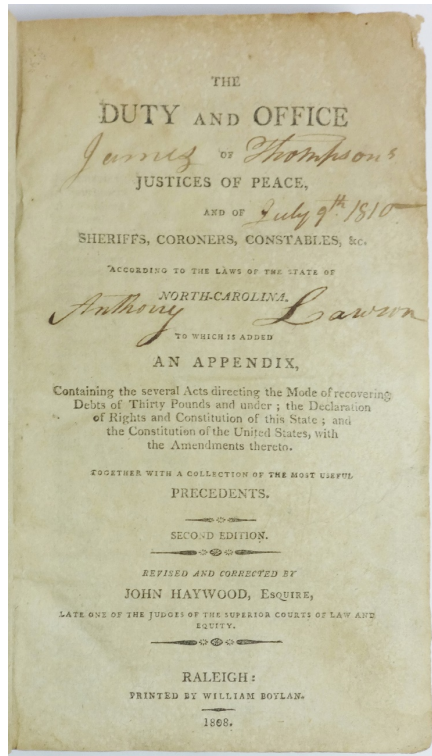 THE
DUTY AND OFFICE
James OF Thompsons
JUSTICES OF PEACE,
AND OF July 9th 1810
SHERIFFS, CORONERS, CONSTABLES, &c.
ACCORDING TO THE LAWS OF THE STATE OF
NORTH-CAROLINA.
Anthony Lawson
TO WHICH IS ADDED
AN APPENDIX,
Containing the several Acts directing the Mode of recovering
Debts of Thirty Pounds and under ; the Declaration
of Rights and Constitution of this State ; and
the Constitution of the United States, with
the Amendments thereto.
TOGETHER WITH A COLLECTION OF THE MOST USEFUL
PRECEDENTS.
SECOND EDITION.
REVISED AND CORRECTED BY
JOHN HAYWOOD, ESQUIRE,
LATE ONE OF THE JUDGES OF THE SUPERIOR COURTS OF LAW AND
EQUITY.
RALEIGH:
PRINTED BY WILLIAM BOYLAN.
1808.